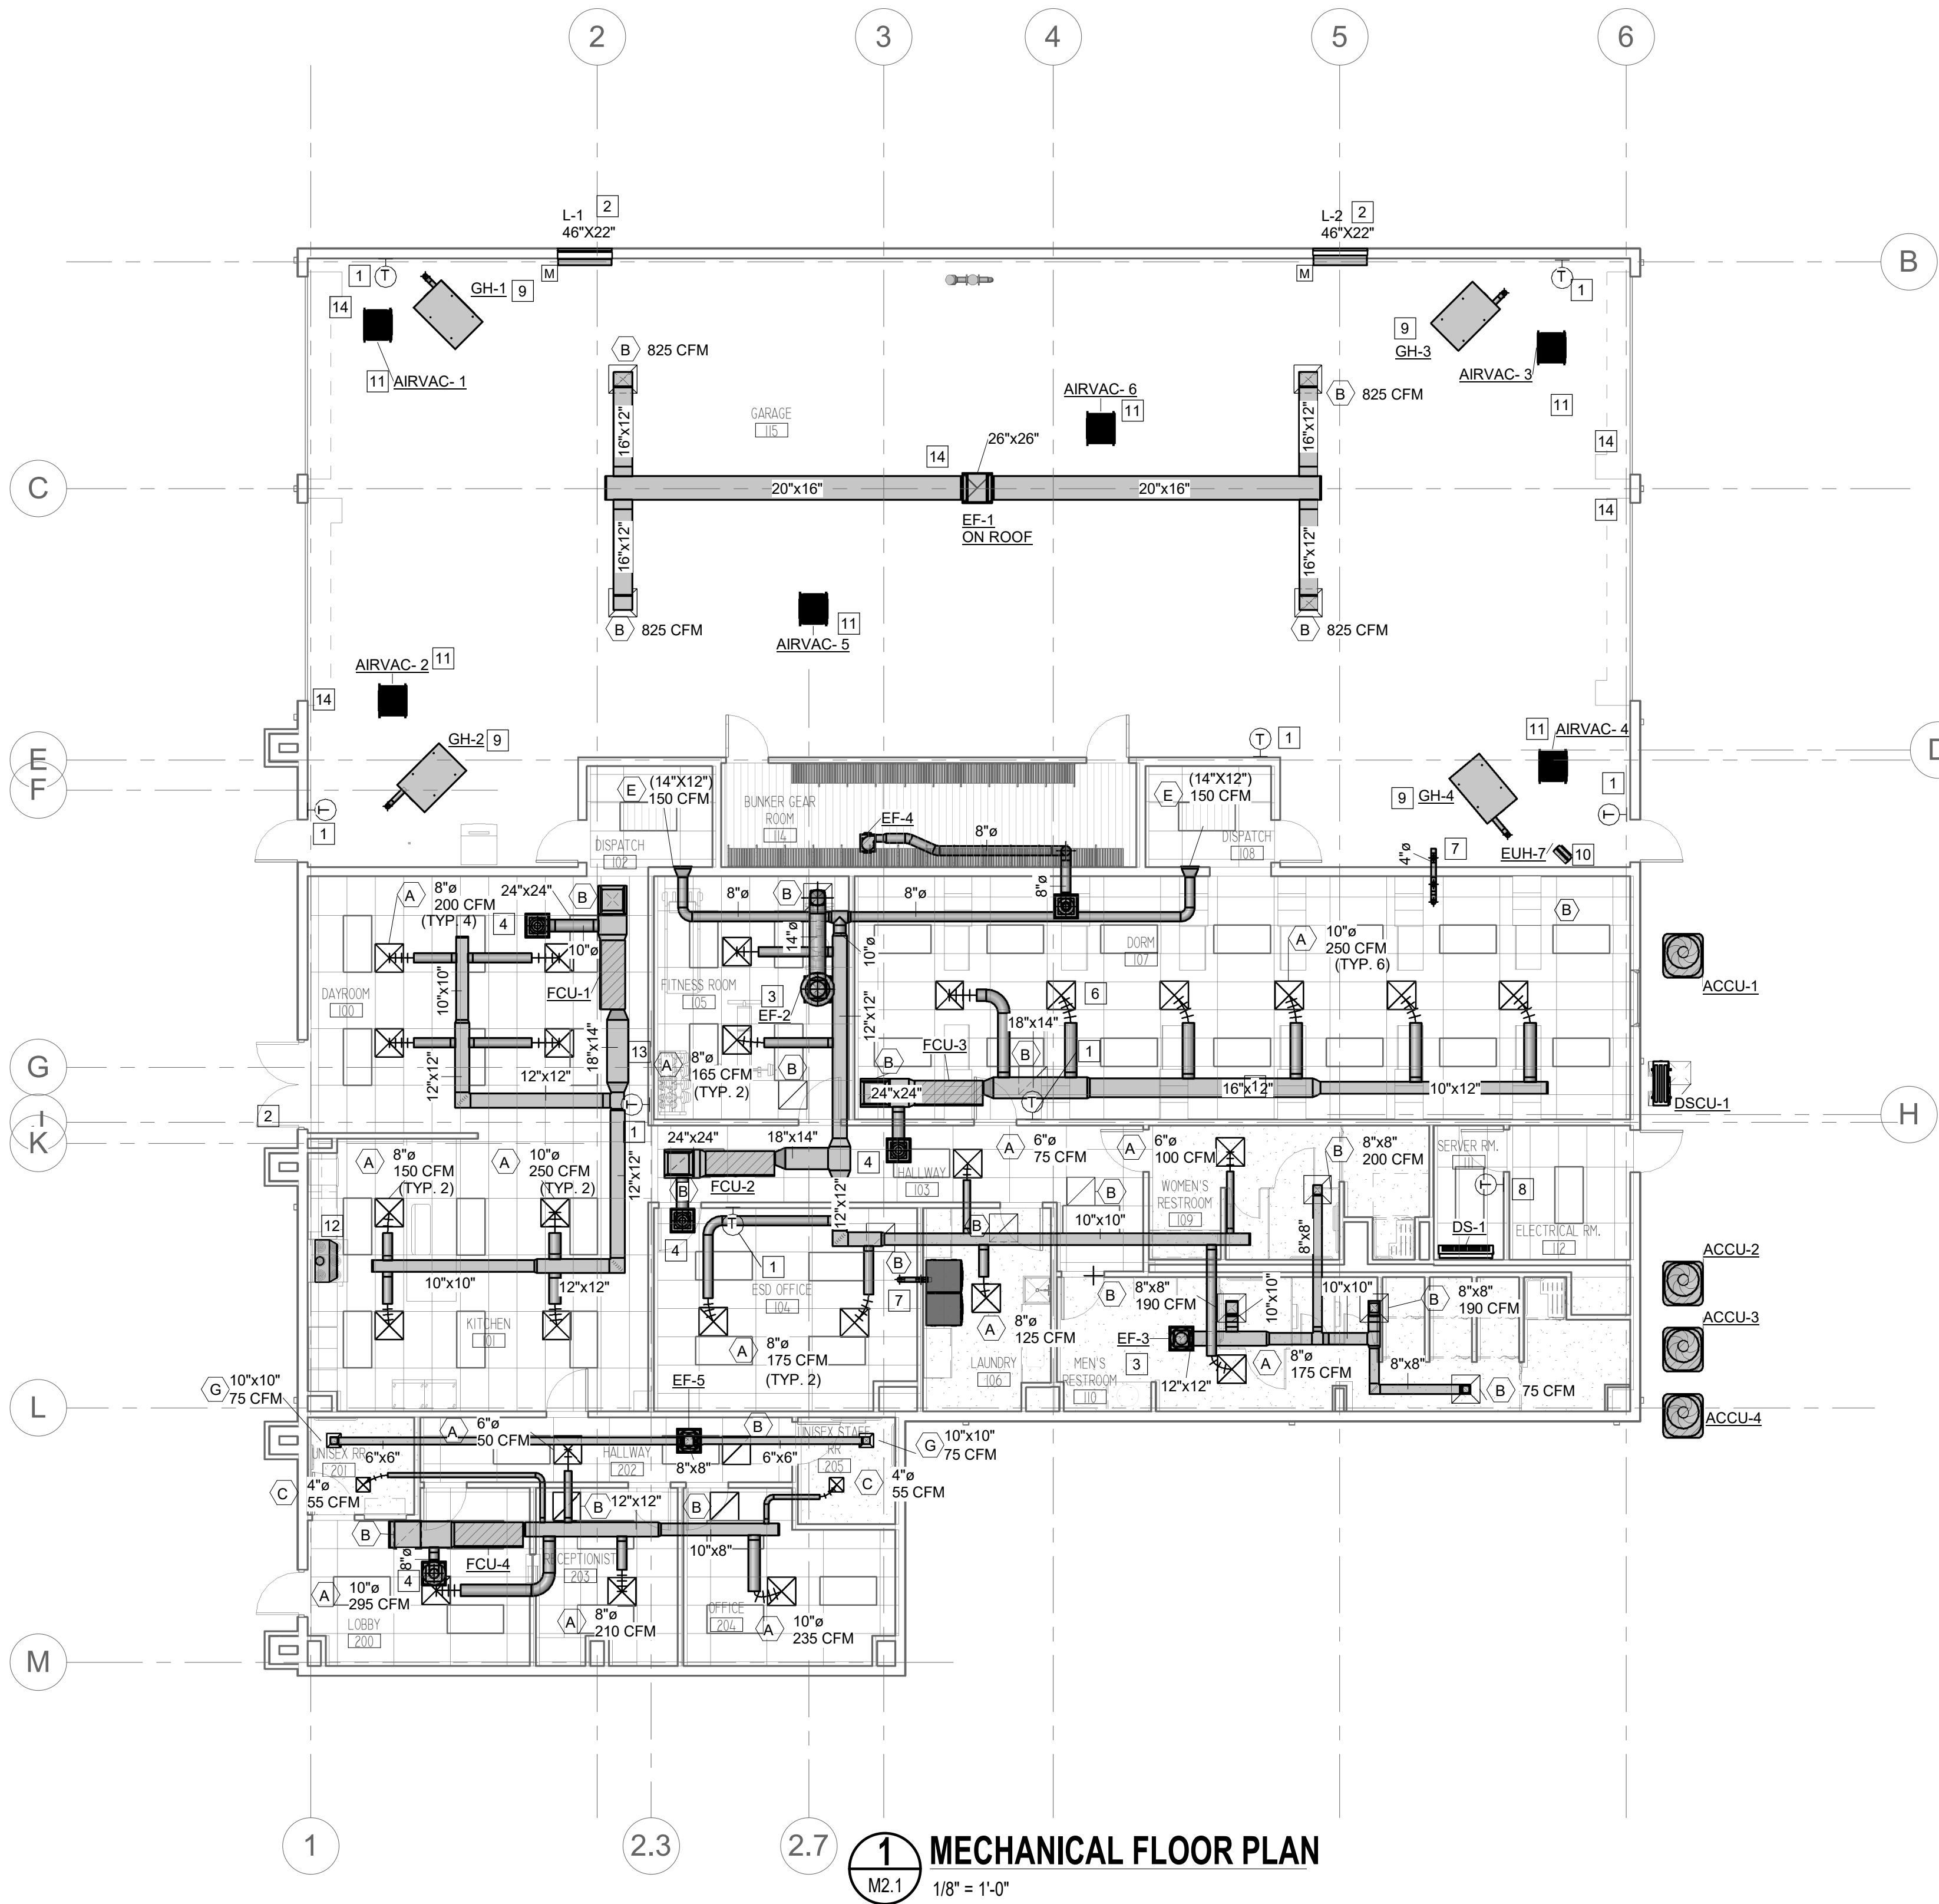 2
3
4
5
6
L-1
46"X22"
2
L-2
46"X22"
2
B
1
T
M
M
T
1
14
GH-1
9
9
GH-3
B
825 CFM
11
AIRVAC- 1
AIRVAC- 3
AIRVAC- 6
11
B
825 CFM
11
GARAGE
115
16"x12"
16"x12"
26"x26"
14
14
C
20"x16"
20"x16"
14
EF-1
ON ROOF
16"x12"
16"x12"
B
825 CFM
11
AIRVAC- 5
B
825 CFM
AIRVAC- 2
11
14
GH-2
9
T
1
11
AIRVAC- 4
D
E
F
(14"X12")
E
150 CFM
BUNKER GEAR
ROOM
114
EF-4
8"ø
(14"X12")
E
150 CFM
9
GH-4
1
T
T
1
DISPATCH
102
DISPATCH
108
4"ø
7
EUH-7
10
A
8"ø
200 CFM
(TYP. 4)
24"x24"
B
4
10"ø
8"ø
B
8"ø
8"ø
14"ø
10"ø
DORM
107
A
10"ø
250 CFM
(TYP. 6)
B
ACCU-1
DAYROOM
100
10"x10"
FCU-1
FITNESS ROOM
105
3
EF-2
6
12"x12"
18"x14"
FCU-3
B
B
1
18"x14"
13
A
8"ø
165 CFM
(TYP. 2)
B
G
12"x12"
12"x12"
24"x24"
T
16"x12"
1
10"x12"
DSCU-1
H
I
K
2
T
1
A
8"ø
150 CFM
(TYP. 2)
A
10"ø
250 CFM
(TYP. 2)
12"x12"
24"x24"
18"x14"
4
FCU-2
B
HALLWAY
103
A
6"ø
75 CFM
A
6"ø
100 CFM
B
8"x8"
200 CFM
SERVER RM.
111
T
8
WOMEN'S
RESTROOM
109
B
ELECTRICAL RM.
112
DS-1
12
12"x12"
4
T
1
B
10"x10"
8"x8"
ACCU-2
10"x10"
12"x12"
ESD OFFICE
104
B
7
B
8"x8"
190 CFM
10"x10"
10"x10"
B
8"x8"
190 CFM
ACCU-3
KITCHEN
101
A
8"ø
175 CFM
(TYP. 2)
A
8"ø
125 CFM
EF-3
3
12"x12"
A
8"ø
175 CFM
8"x8"
B
75 CFM
LAUNDRY
106
MEN'S
RESTROOM
110
ACCU-4
L
G
10"x10"
75 CFM
EF-5
A
6"ø
50 CFM
B
UNISEX STAFF
RR
205
G
10"x10"
75 CFM
UNISEX RR
201
6"x6"
HALLWAY
202
8"x8"
6"x6"
C
4"ø
55 CFM
C
4"ø
55 CFM
B
B
12"x12"
B
8"ø
4
FCU-4
RECEPTIONIST
203
10"x8"
A
10"ø
295 CFM
A
8"ø
210 CFM
OFFICE
204
A
10"ø
235 CFM
LOBBY
200
M
1
2.3
2.7
1
M2.1
MECHANICAL FLOOR PLAN
1/8" = 1'-0"